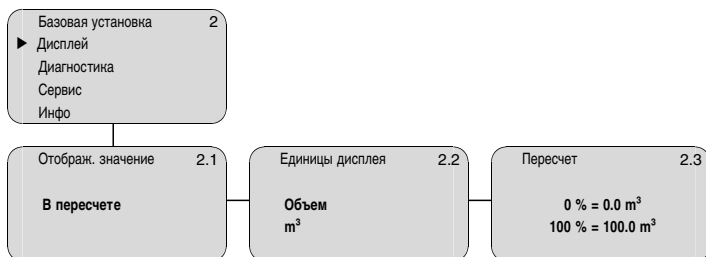 Базовая установка 2
▶ Дисплей
Диагностика
Сервис
Инфо
Отображ. значение 2.1
В пересчете
Единицы дисплея 2.2
Объем
m³
Пересчет 2.3
0 % = 0.0 m³
100 % = 100.0 m³